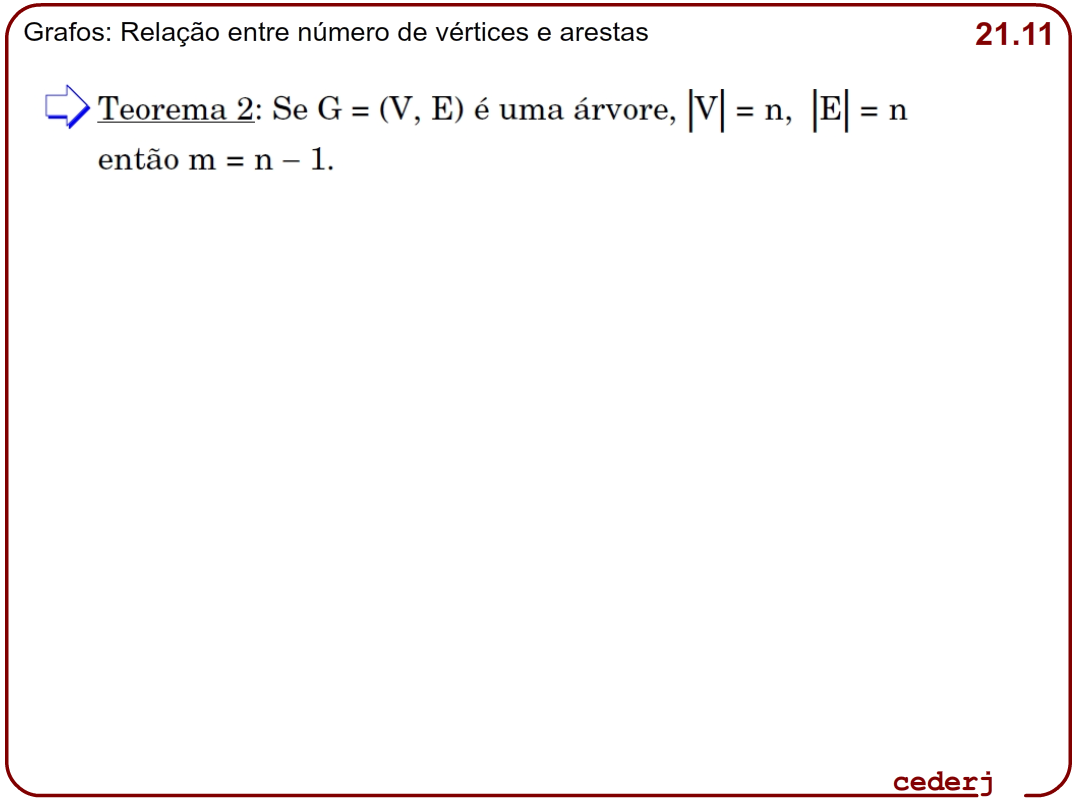 Grafos: Relação entre número de vértices e arestas
21.11
Teorema 2: Se G = (V, E) é uma árvore, |V| = n, |E| = n
então m = n – 1.
cederj